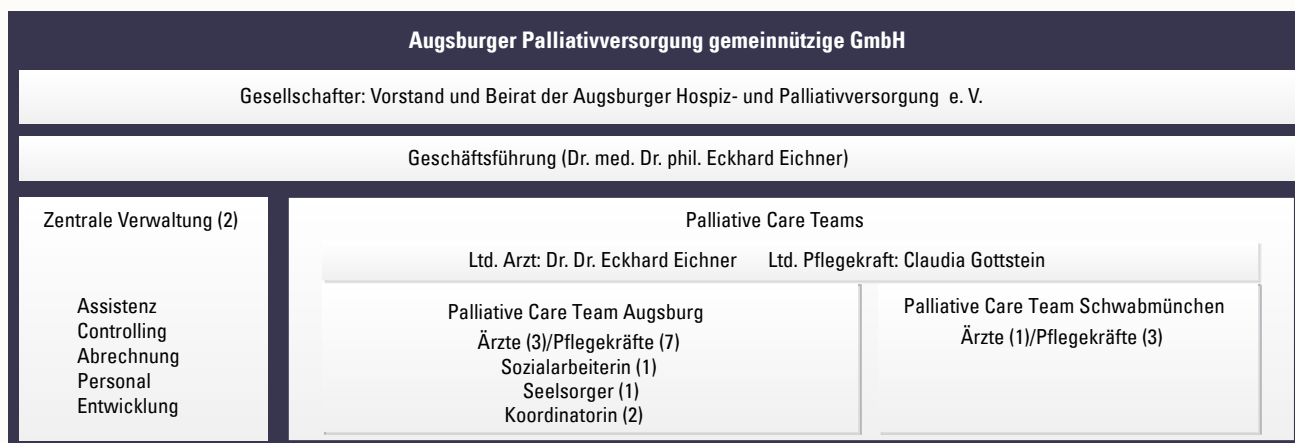 Augsburger Palliativversorgung gemeinnützige GmbH
Gesellschafter: Vorstand und Beirat der Augsburger Hospiz- und Palliativversorgung e. V.
Geschäftsführung (Dr. med. Dr. phil. Eckhard Eichner)
Zentrale Verwaltung (2)
Assistenz
Controlling
Abrechnung
Personal
Entwicklung
Palliative Care Teams
Ltd. Arzt: Dr. Dr. Eckhard Eichner Ltd. Pflegekraft: Claudia Gottstein
Palliative Care Team Augsburg
Ärzte (3)/Pflegekräfte (7)
Sozialarbeiterin (1)
Seelsorger (1)
Koordinatorin (2)
Palliative Care Team Schwabmünchen
Ärzte (1)/Pflegekräfte (3)